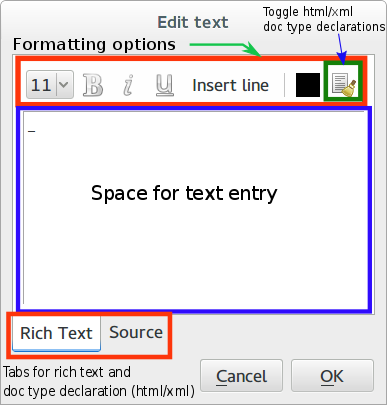 Edit text
Toggle html/xml
doc type declarations
Formatting options
11 B i U Insert line
Space for text entry
Rich Text Source
Tabs for rich text and
doc type declaration (html/xml)
Cancel OK